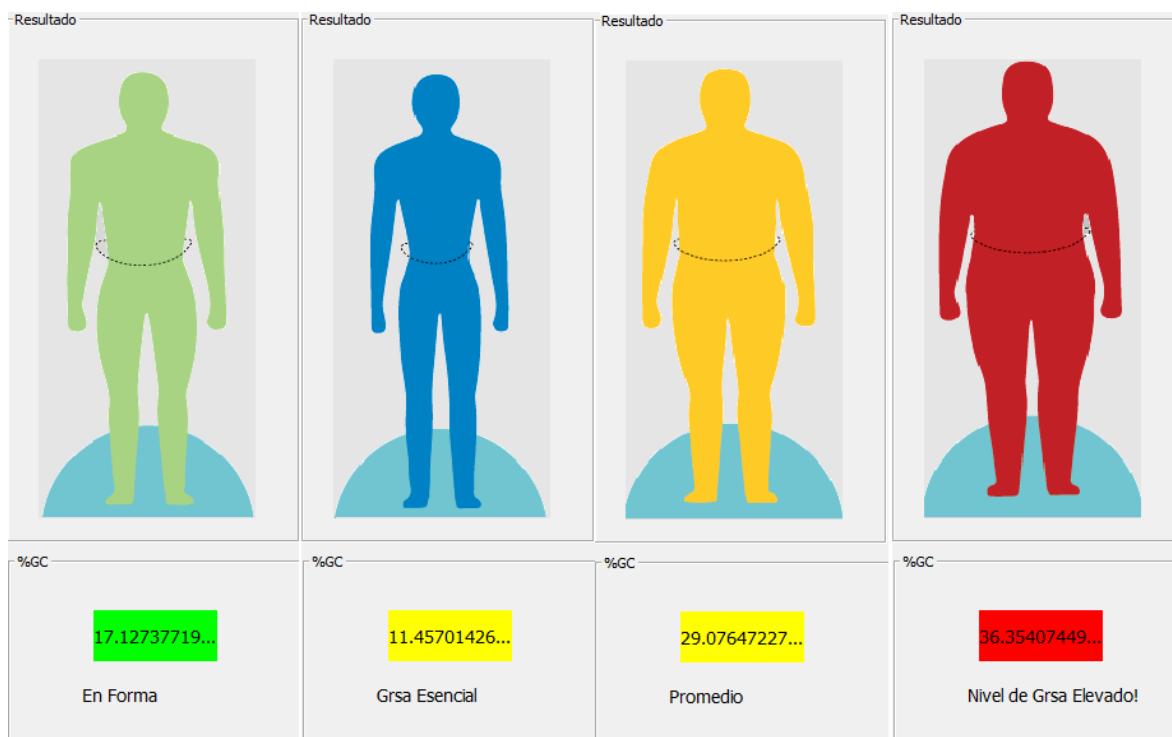 Resultado
Resultado
Resultado
Resultado
%GC
%GC
%GC
%GC
17.12737719...
11.45701426...
29.07647227...
36.35407449...
En Forma
Grsa Esencial
Promedio
Nivel de Grsa Elevado!